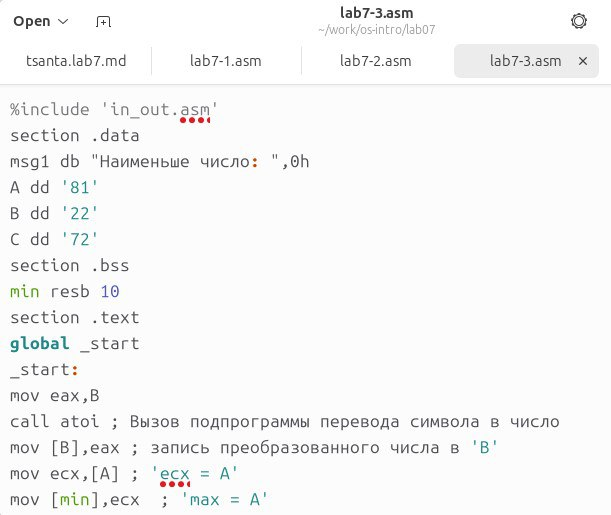 Open
lab7-3.asm
~/work/os-intro/lab07
tsanta.lab7.md
lab7-1.asm
lab7-2.asm
lab7-3.asm
%include 'in_out.asm'
section .data
msg1 db "Наименьше число: ",0h
A dd '81'
B dd '22'
C dd '72'
section .bss
min resb 10
section .text
global _start
_start:
mov eax,B
call atoi ; Вызов подпрограммы перевода символа в число
mov [B],eax ; запись преобразованного числа в 'B'
mov ecx,[A] ; 'ecx = A'
mov [min],ecx  ; 'max = A'